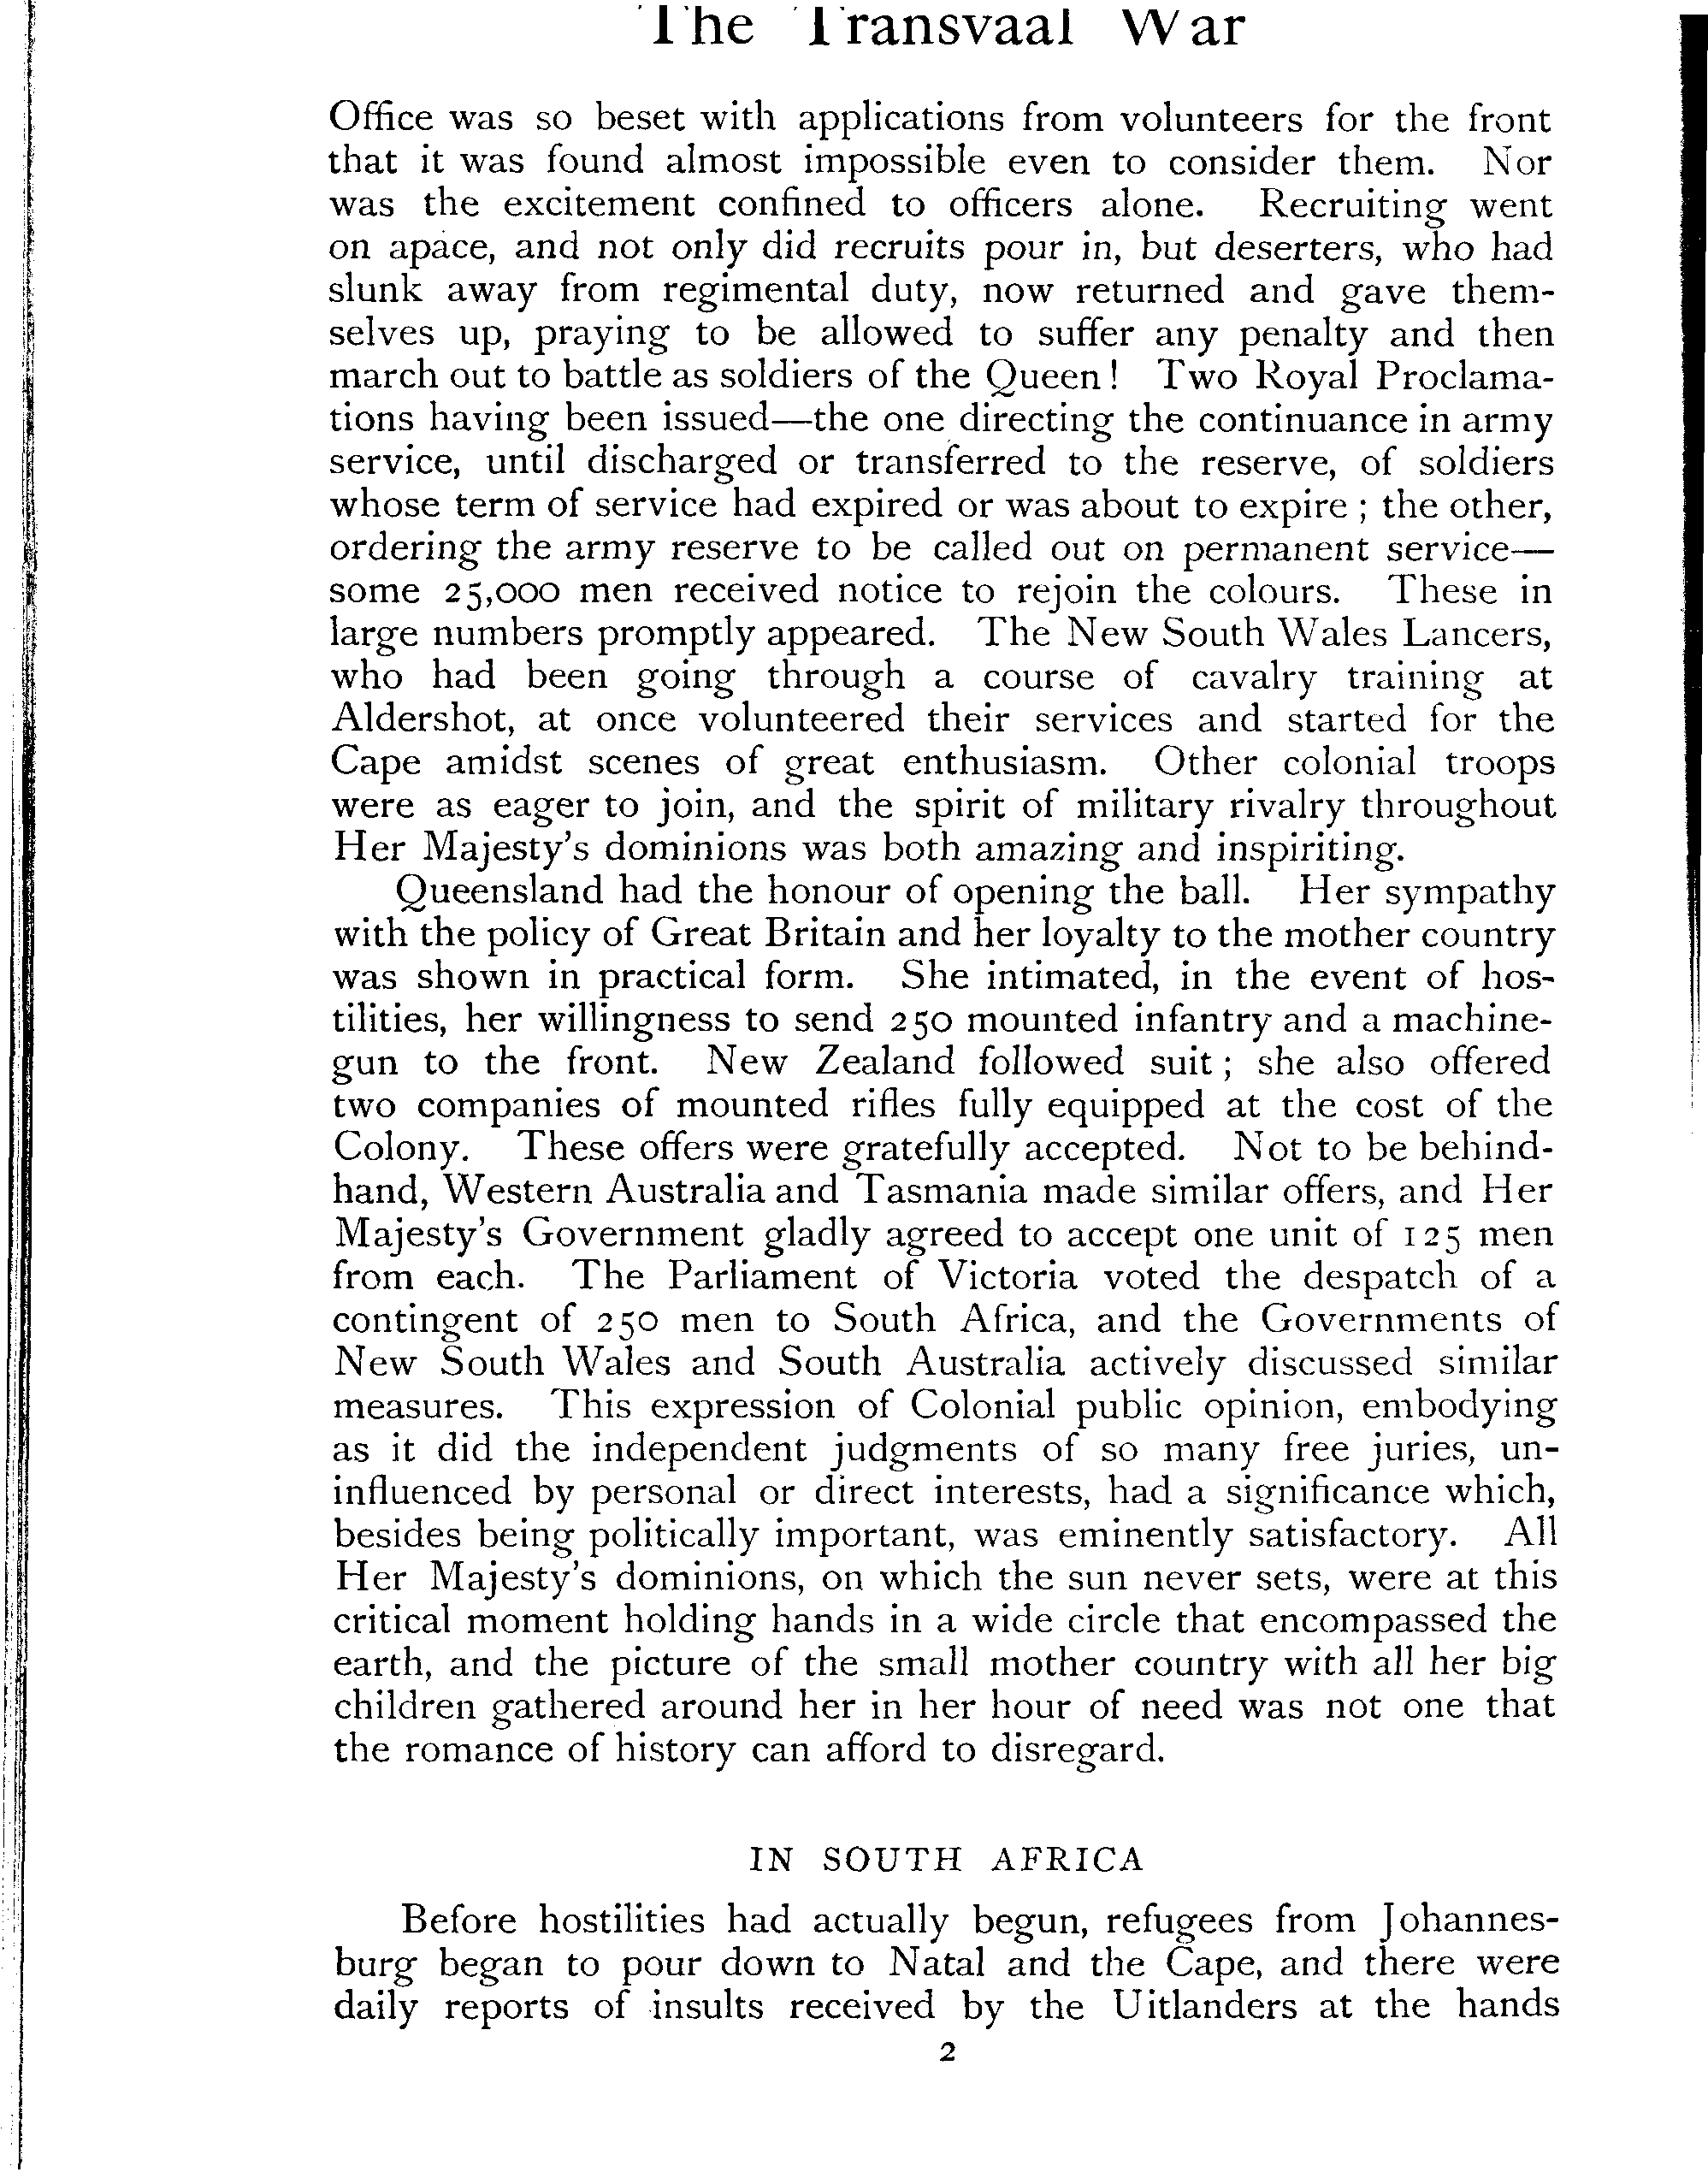 The Transvaal War
Office was so beset with applications from volunteers for the front
that it was found almost impossible even to consider them. Nor
was the excitement confined to officers alone. Recruiting went
on apace, and not only did recruits pour in, but deserters, who had
slunk away from regimental duty, now returned and gave them-
selves up, praying to be allowed to suffer any penalty and then
march out to battle as soldiers of the Queen! Two Royal Proclama-
tions having been issued—the one directing the continuance in army
service, until discharged or transferred to the reserve, of soldiers
whose term of service had expired or was about to expire; the other,
ordering the army reserve to be called out on permanent service—
some 25,000 men received notice to rejoin the colours. These in
large numbers promptly appeared. The New South Wales Lancers,
who had been going through a course of cavalry training at
Aldershot, at once volunteered their services and started for the
Cape amidst scenes of great enthusiasm. Other colonial troops
were as eager to join, and the spirit of military rivalry throughout
Her Majesty's dominions was both amazing and inspiriting.
Queensland had the honour of opening the ball. Her sympathy
with the policy of Great Britain and her loyalty to the mother country
was shown in practical form. She intimated, in the event of hos-
tilities, her willingness to send 250 mounted infantry and a machine-
gun to the front. New Zealand followed suit; she also offered
two companies of mounted rifles fully equipped at the cost of the
Colony. These offers were gratefully accepted. Not to be behind-
hand, Western Australia and Tasmania made similar offers, and Her
Majesty's Government gladly agreed to accept one unit of 125 men
from each. The Parliament of Victoria voted the despatch of a
contingent of 250 men to South Africa, and the Governments of
New South Wales and South Australia actively discussed similar
measures. This expression of Colonial public opinion, embodying
as it did the independent judgments of so many free juries, un-
influenced by personal or direct interests, had a significance which,
besides being politically important, was eminently satisfactory. All
Her Majesty's dominions, on which the sun never sets, were at this
critical moment holding hands in a wide circle that encompassed the
earth, and the picture of the small mother country with all her big
children gathered around her in her hour of need was not one that
the romance of history can afford to disregard.
IN SOUTH AFRICA
Before hostilities had actually begun, refugees from Johannes-
burg began to pour down to Natal and the Cape, and there were
daily reports of insults received by the Uitlanders at the hands
2